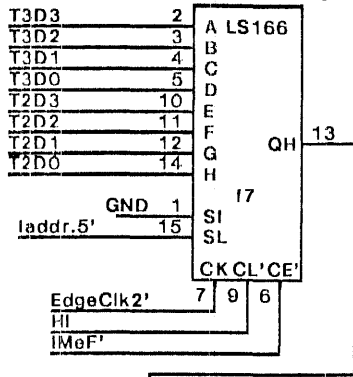 T3D3 2 A LS166
T3D2 3 B
T3D1 4 C
T3D0 5 D
T2D3 10 E
T2D2 11 F
T2D1 12 G QH 13
T2D0 14 H
f7
GND 1 SI
Iaddr.5' 15 SL
CK CL' CE'
EdgeClk2' 7 9 6
HI
IMeF'